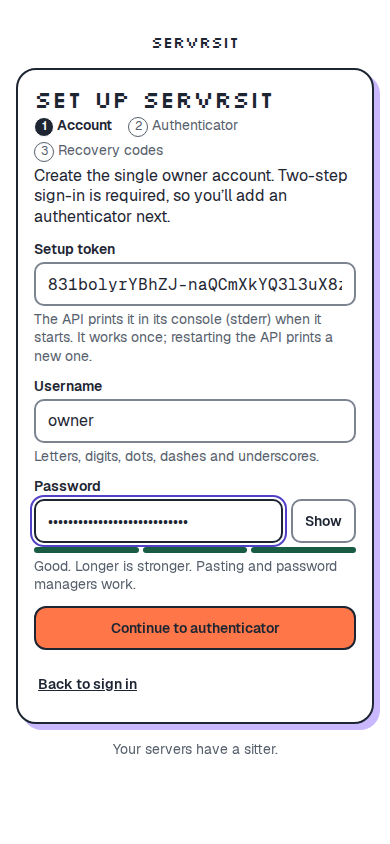 SERVRSIT
SET UP SERVRSIT
1 Account 2 Authenticator
3 Recovery codes
Create the single owner account. Two-step
sign-in is required, so you’ll add an
authenticator next.
Setup token
831bolyrYBhZJ-naQCmXkYQ3l3uX8z
The API prints it in its console (stderr) when it
starts. It works once; restarting the API prints a
new one.
Username
owner
Letters, digits, dots, dashes and underscores.
Password
•••••••••••••••••••••••••••• Show
Good. Longer is stronger. Pasting and password
managers work.
Continue to authenticator
Back to sign in
Your servers have a sitter.